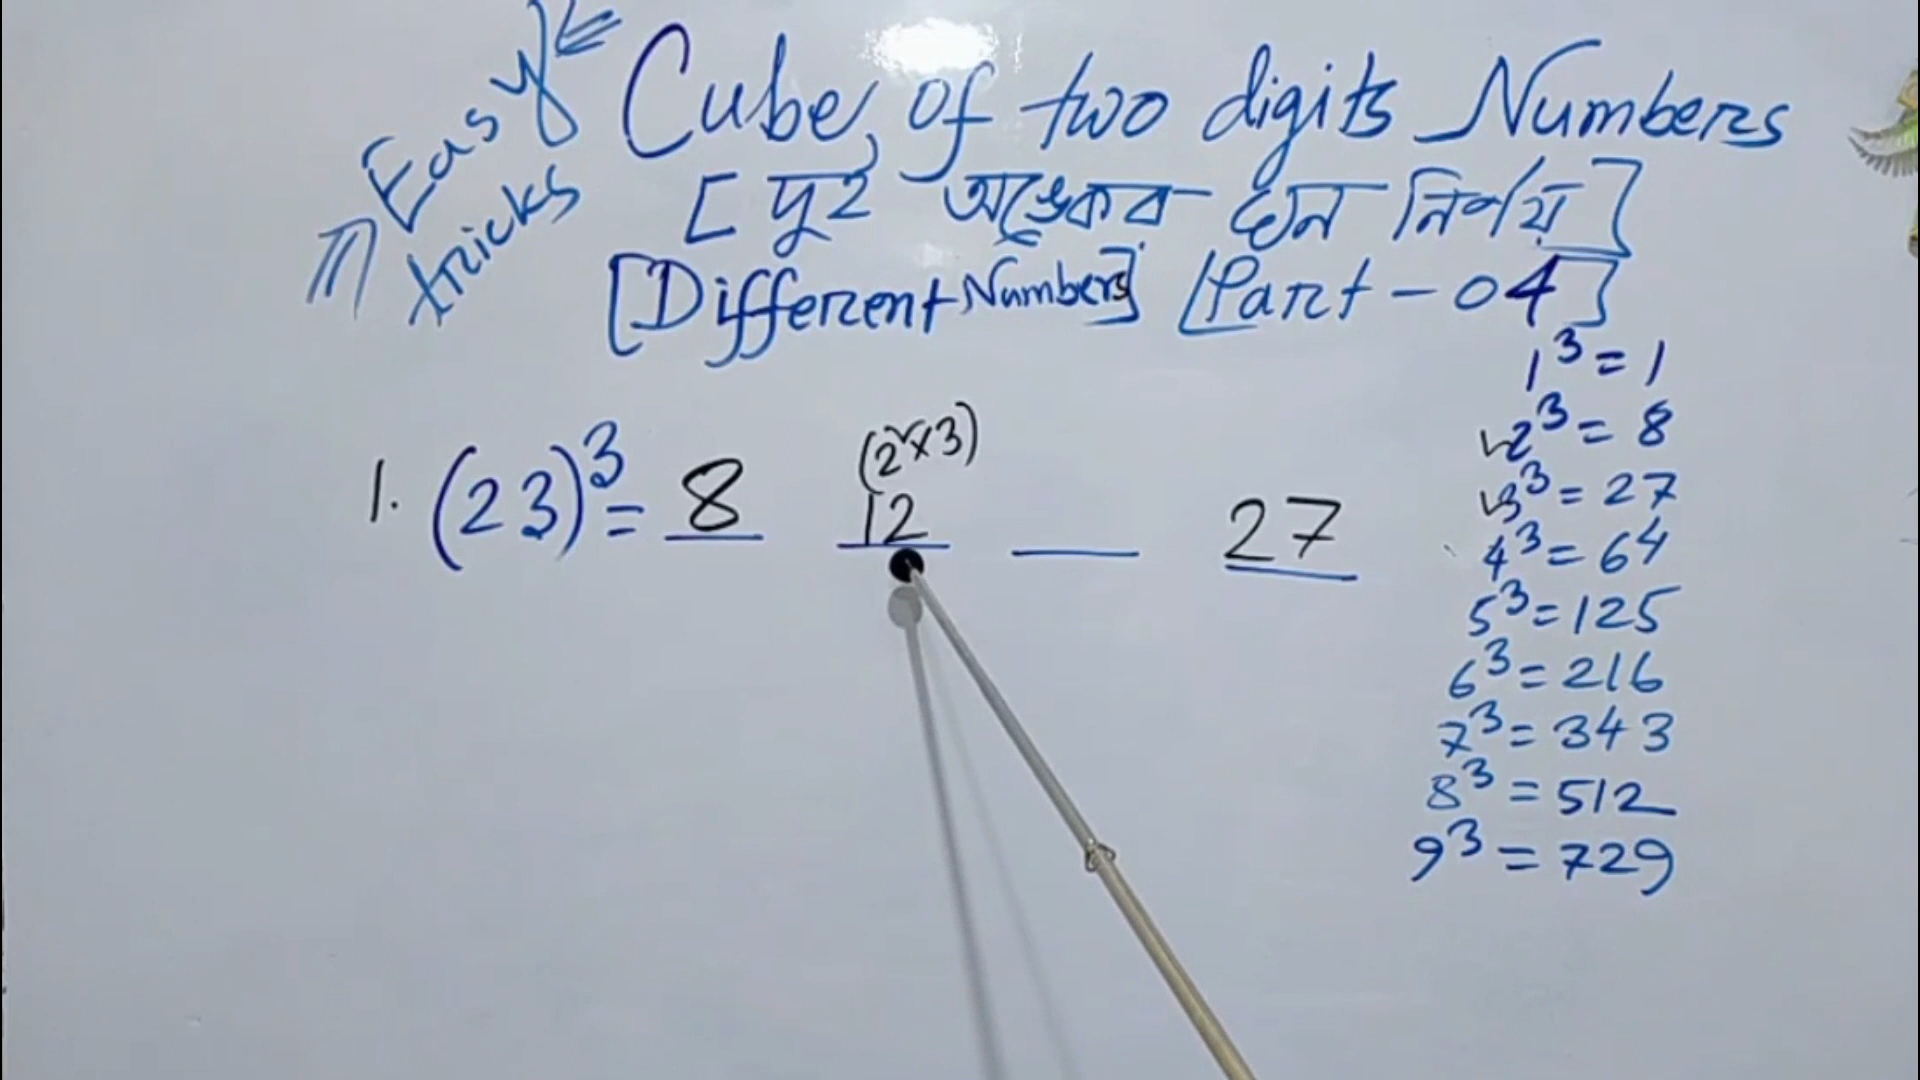 Easy tricks
Cube of two digits Numbers
[দুই অঙ্কের ঘন নির্ণয়]
[Different Numbers] [Part-04]
1³ = 1
2³ = 8
3³ = 27
4³ = 64
5³ = 125
6³ = 216
7³ = 343
8³ = 512
9³ = 729
(2²×3)
1. (23)³ = 8 12 __ 27